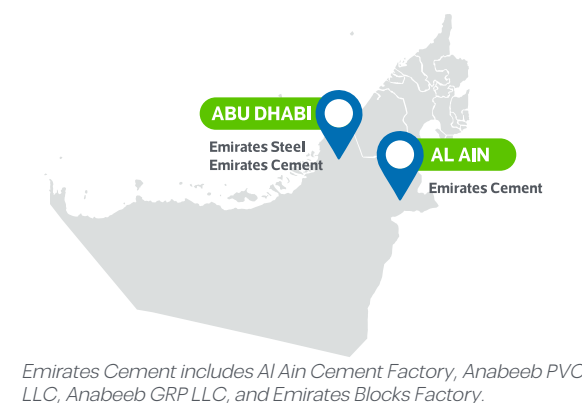 ABU DHABI
Emirates Steel
Emirates Cement
AL AIN
Emirates Cement
Emirates Cement includes Al Ain Cement Factory, Anabeeb PVC
LLC, Anabeeb GRP LLC, and Emirates Blocks Factory.